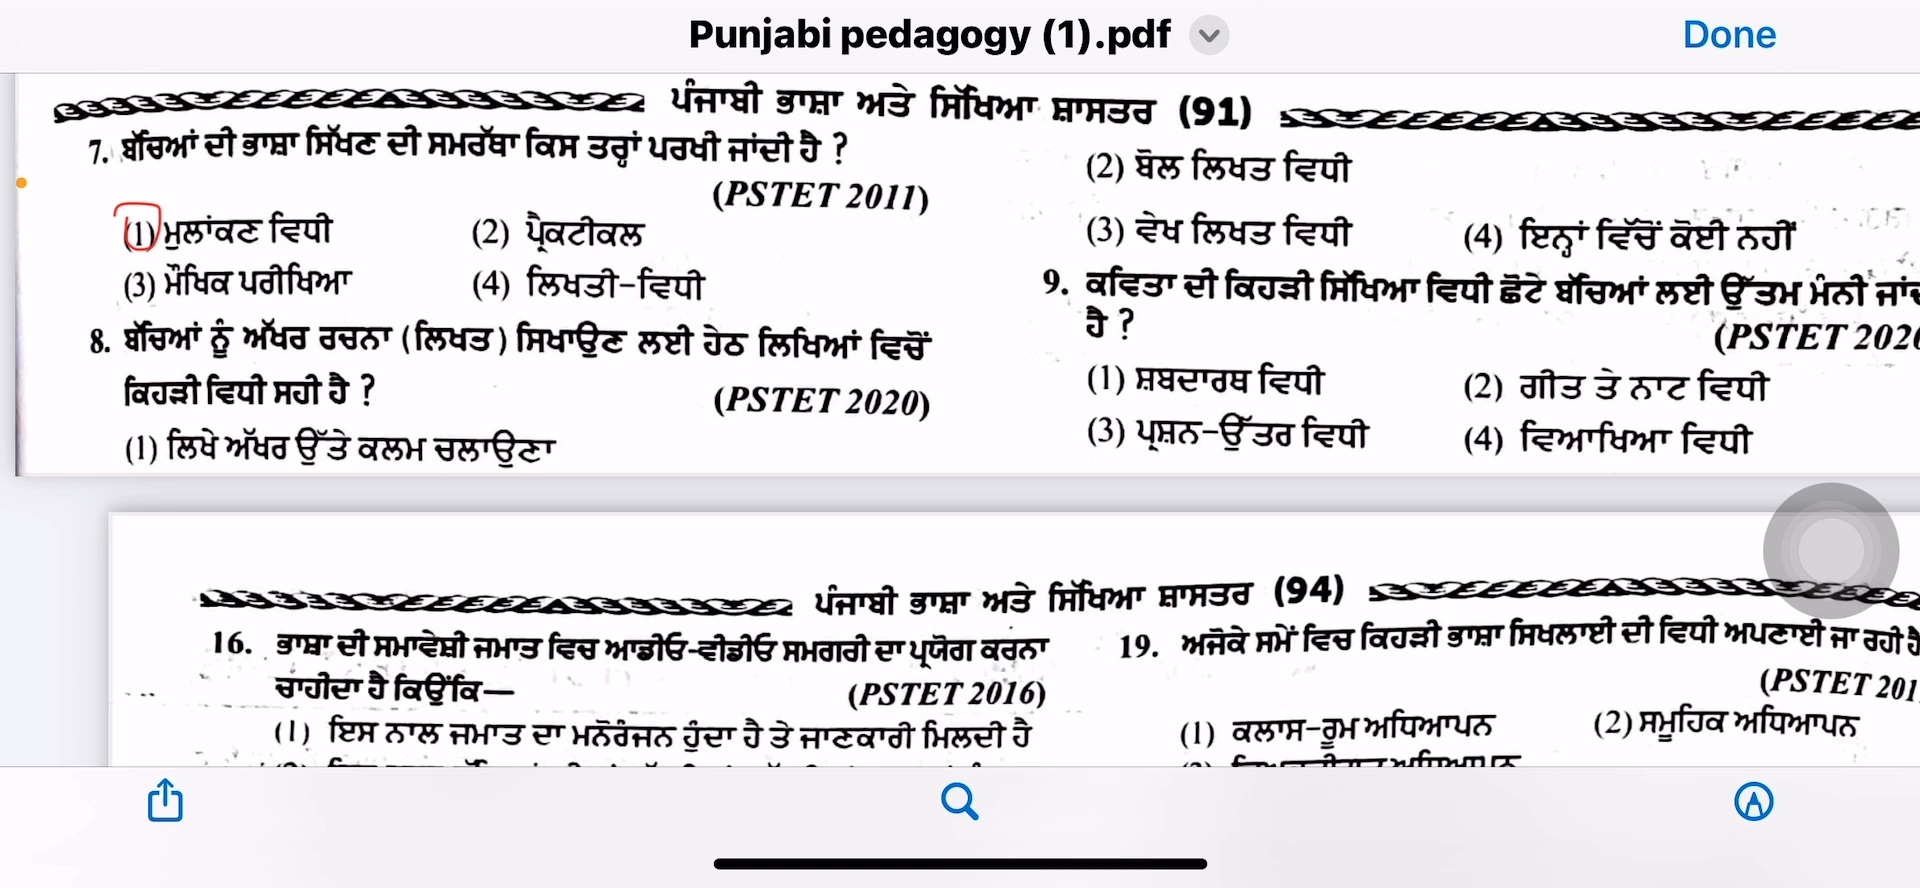 Punjabi pedagogy (1).pdf
Done
ਪੰਜਾਬੀ ਭਾਸ਼ਾ ਅਤੇ ਸਿੱਖਿਆ ਸ਼ਾਸਤਰ (91)
7. ਬੱਚਿਆਂ ਦੀ ਭਾਸ਼ਾ ਸਿੱਖਣ ਦੀ ਸਮਰੱਥਾ ਕਿਸ ਤਰ੍ਹਾਂ ਪਰਖੀ ਜਾਂਦੀ ਹੈ ?
(PSTET 2011)
(1) ਮੁਲਾਂਕਣ ਵਿਧੀ (2) ਪ੍ਰੈਕਟੀਕਲ
(3) ਮੌਖਿਕ ਪਰੀਖਿਆ (4) ਲਿਖਤੀ-ਵਿਧੀ
8. ਬੱਚਿਆਂ ਨੂੰ ਅੱਖਰ ਰਚਨਾ (ਲਿਖਤ) ਸਿਖਾਉਣ ਲਈ ਹੇਠ ਲਿਖਿਆਂ ਵਿਚੋਂ
ਕਿਹੜੀ ਵਿਧੀ ਸਹੀ ਹੈ ? (PSTET 2020)
(1) ਲਿਖੇ ਅੱਖਰ ਉੱਤੇ ਕਲਮ ਚਲਾਉਣਾ
(2) ਬੋਲ ਲਿਖਤ ਵਿਧੀ
(3) ਵੇਖ ਲਿਖਤ ਵਿਧੀ (4) ਇਨ੍ਹਾਂ ਵਿੱਚੋਂ ਕੋਈ ਨਹੀਂ
9. ਕਵਿਤਾ ਦੀ ਕਿਹੜੀ ਸਿੱਖਿਆ ਵਿਧੀ ਛੋਟੇ ਬੱਚਿਆਂ ਲਈ ਉੱਤਮ ਮੰਨੀ
ਹੈ ? (PSTET 202
(1) ਸ਼ਬਦਾਰਥ ਵਿਧੀ (2) ਗੀਤ ਤੇ ਨਾਟ ਵਿਧੀ
(3) ਪ੍ਰਸ਼ਨ-ਉੱਤਰ ਵਿਧੀ (4) ਵਿਆਖਿਆ ਵਿਧੀ
ਪੰਜਾਬੀ ਭਾਸ਼ਾ ਅਤੇ ਸਿੱਖਿਆ ਸ਼ਾਸਤਰ (94)
16. ਭਾਸ਼ਾ ਦੀ ਸਮਾਵੇਸ਼ੀ ਜਮਾਤ ਵਿਚ ਆਡੀਓ-ਵੀਡੀਓ ਸਮਗਰੀ ਦਾ ਪ੍ਰਯੋਗ ਕਰਨਾ
ਚਾਹੀਦਾ ਹੈ ਕਿਉਂਕਿ— (PSTET 2016)
(1) ਇਸ ਨਾਲ ਜਮਾਤ ਦਾ ਮਨੋਰੰਜਨ ਹੁੰਦਾ ਹੈ ਤੇ ਜਾਣਕਾਰੀ ਮਿਲਦੀ ਹੈ
19. ਅਜੋਕੇ ਸਮੇਂ ਵਿਚ ਕਿਹੜੀ ਭਾਸ਼ਾ ਸਿਖਲਾਈ ਦੀ ਵਿਧੀ ਅਪਣਾਈ ਜਾ ਰਹੀ ਹੈ
(PSTET 201
(1) ਕਲਾਸ-ਰੂਮ ਅਧਿਆਪਨ (2) ਸਮੂਹਿਕ ਅਧਿਆਪਨ